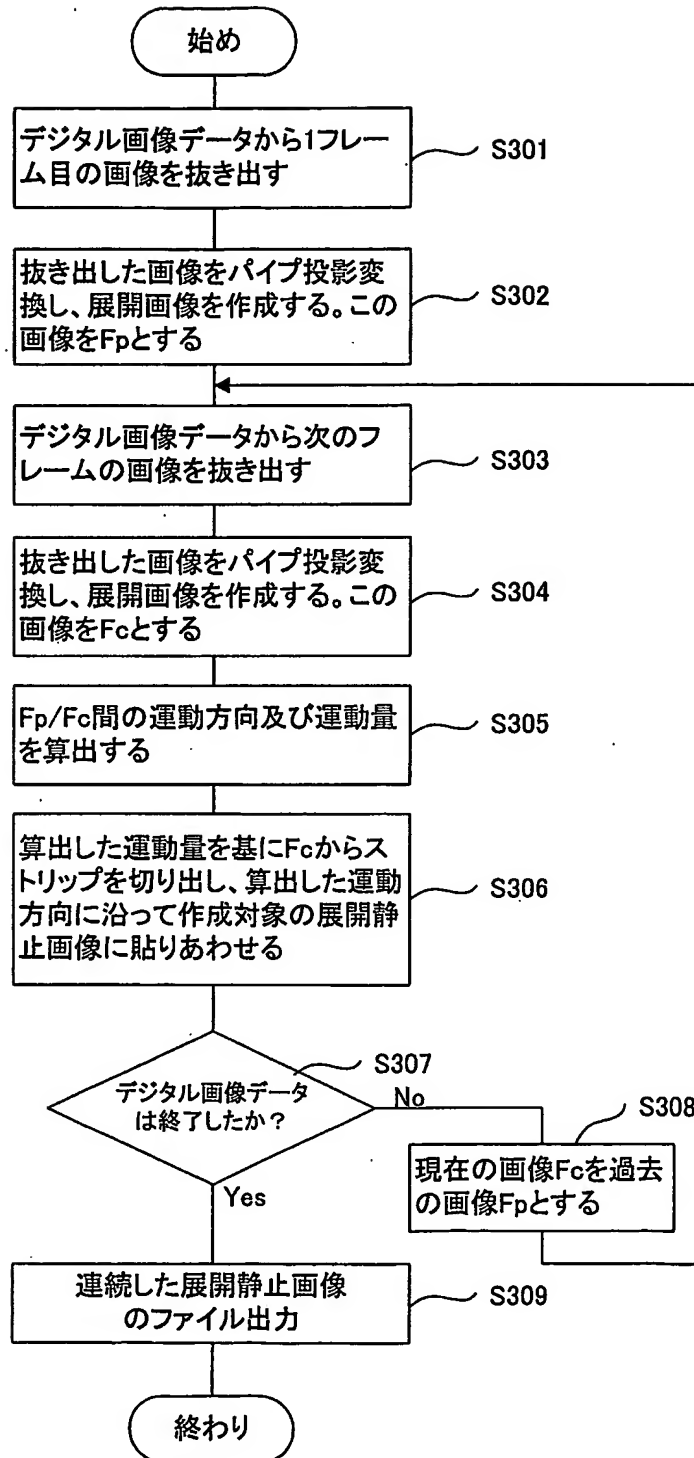 始め
デジタル画像データから1フレー
ム目の画像を抜き出す
S301
抜き出した画像をパイプ投影変
換し、展開画像を作成する。この
画像をFpとする
S302
デジタル画像データから次のフ
レームの画像を抜き出す
S303
抜き出した画像をパイプ投影変
換し、展開画像を作成する。この
画像をFcとする
S304
Fp/Fc間の運動方向及び運動量
を算出する
S305
算出した運動量を基にFcからス
トリップを切り出し、算出した運動
方向に沿って作成対象の展開静
止画像に貼りあわせる
S306
デジタル画像データ
は終了したか？
S307
No
Yes
現在の画像Fcを過去
の画像Fpとする
S308
連続した展開静止画像
のファイル出力
S309
終わり